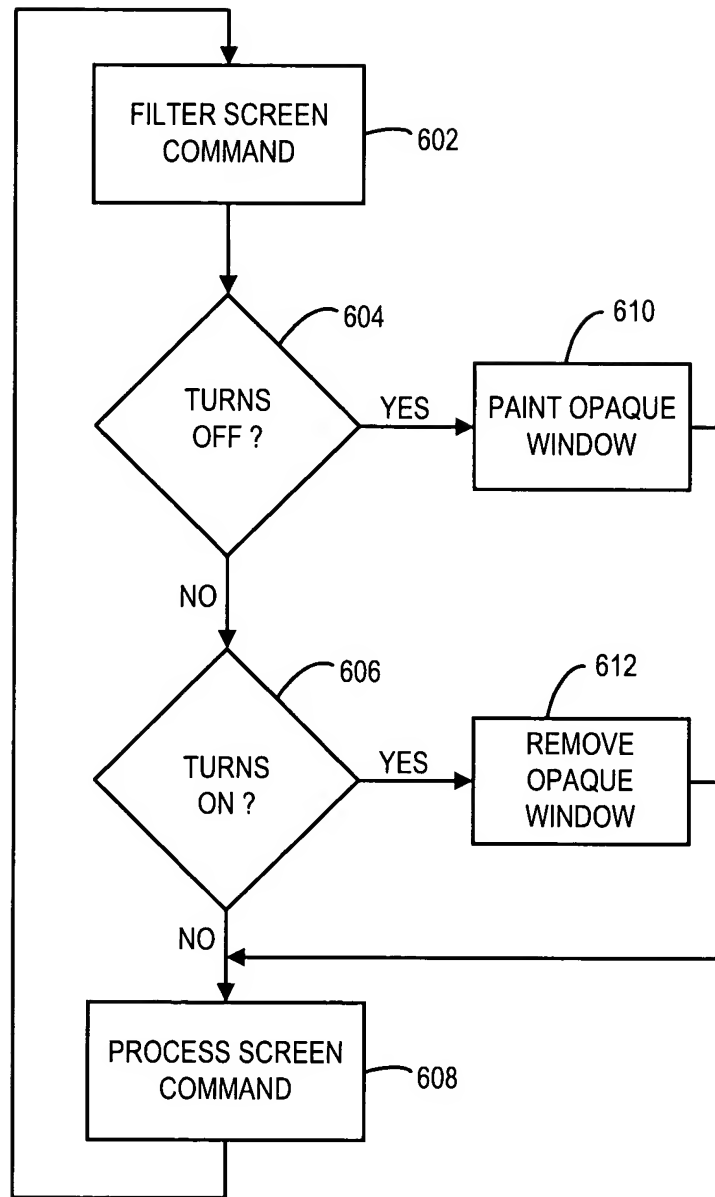 FILTER SCREEN
COMMAND
602
604
TURNS
OFF ?
YES
610
PAINT OPAQUE
WINDOW
NO
606
TURNS
ON ?
YES
612
REMOVE
OPAQUE
WINDOW
NO
PROCESS SCREEN
COMMAND
608